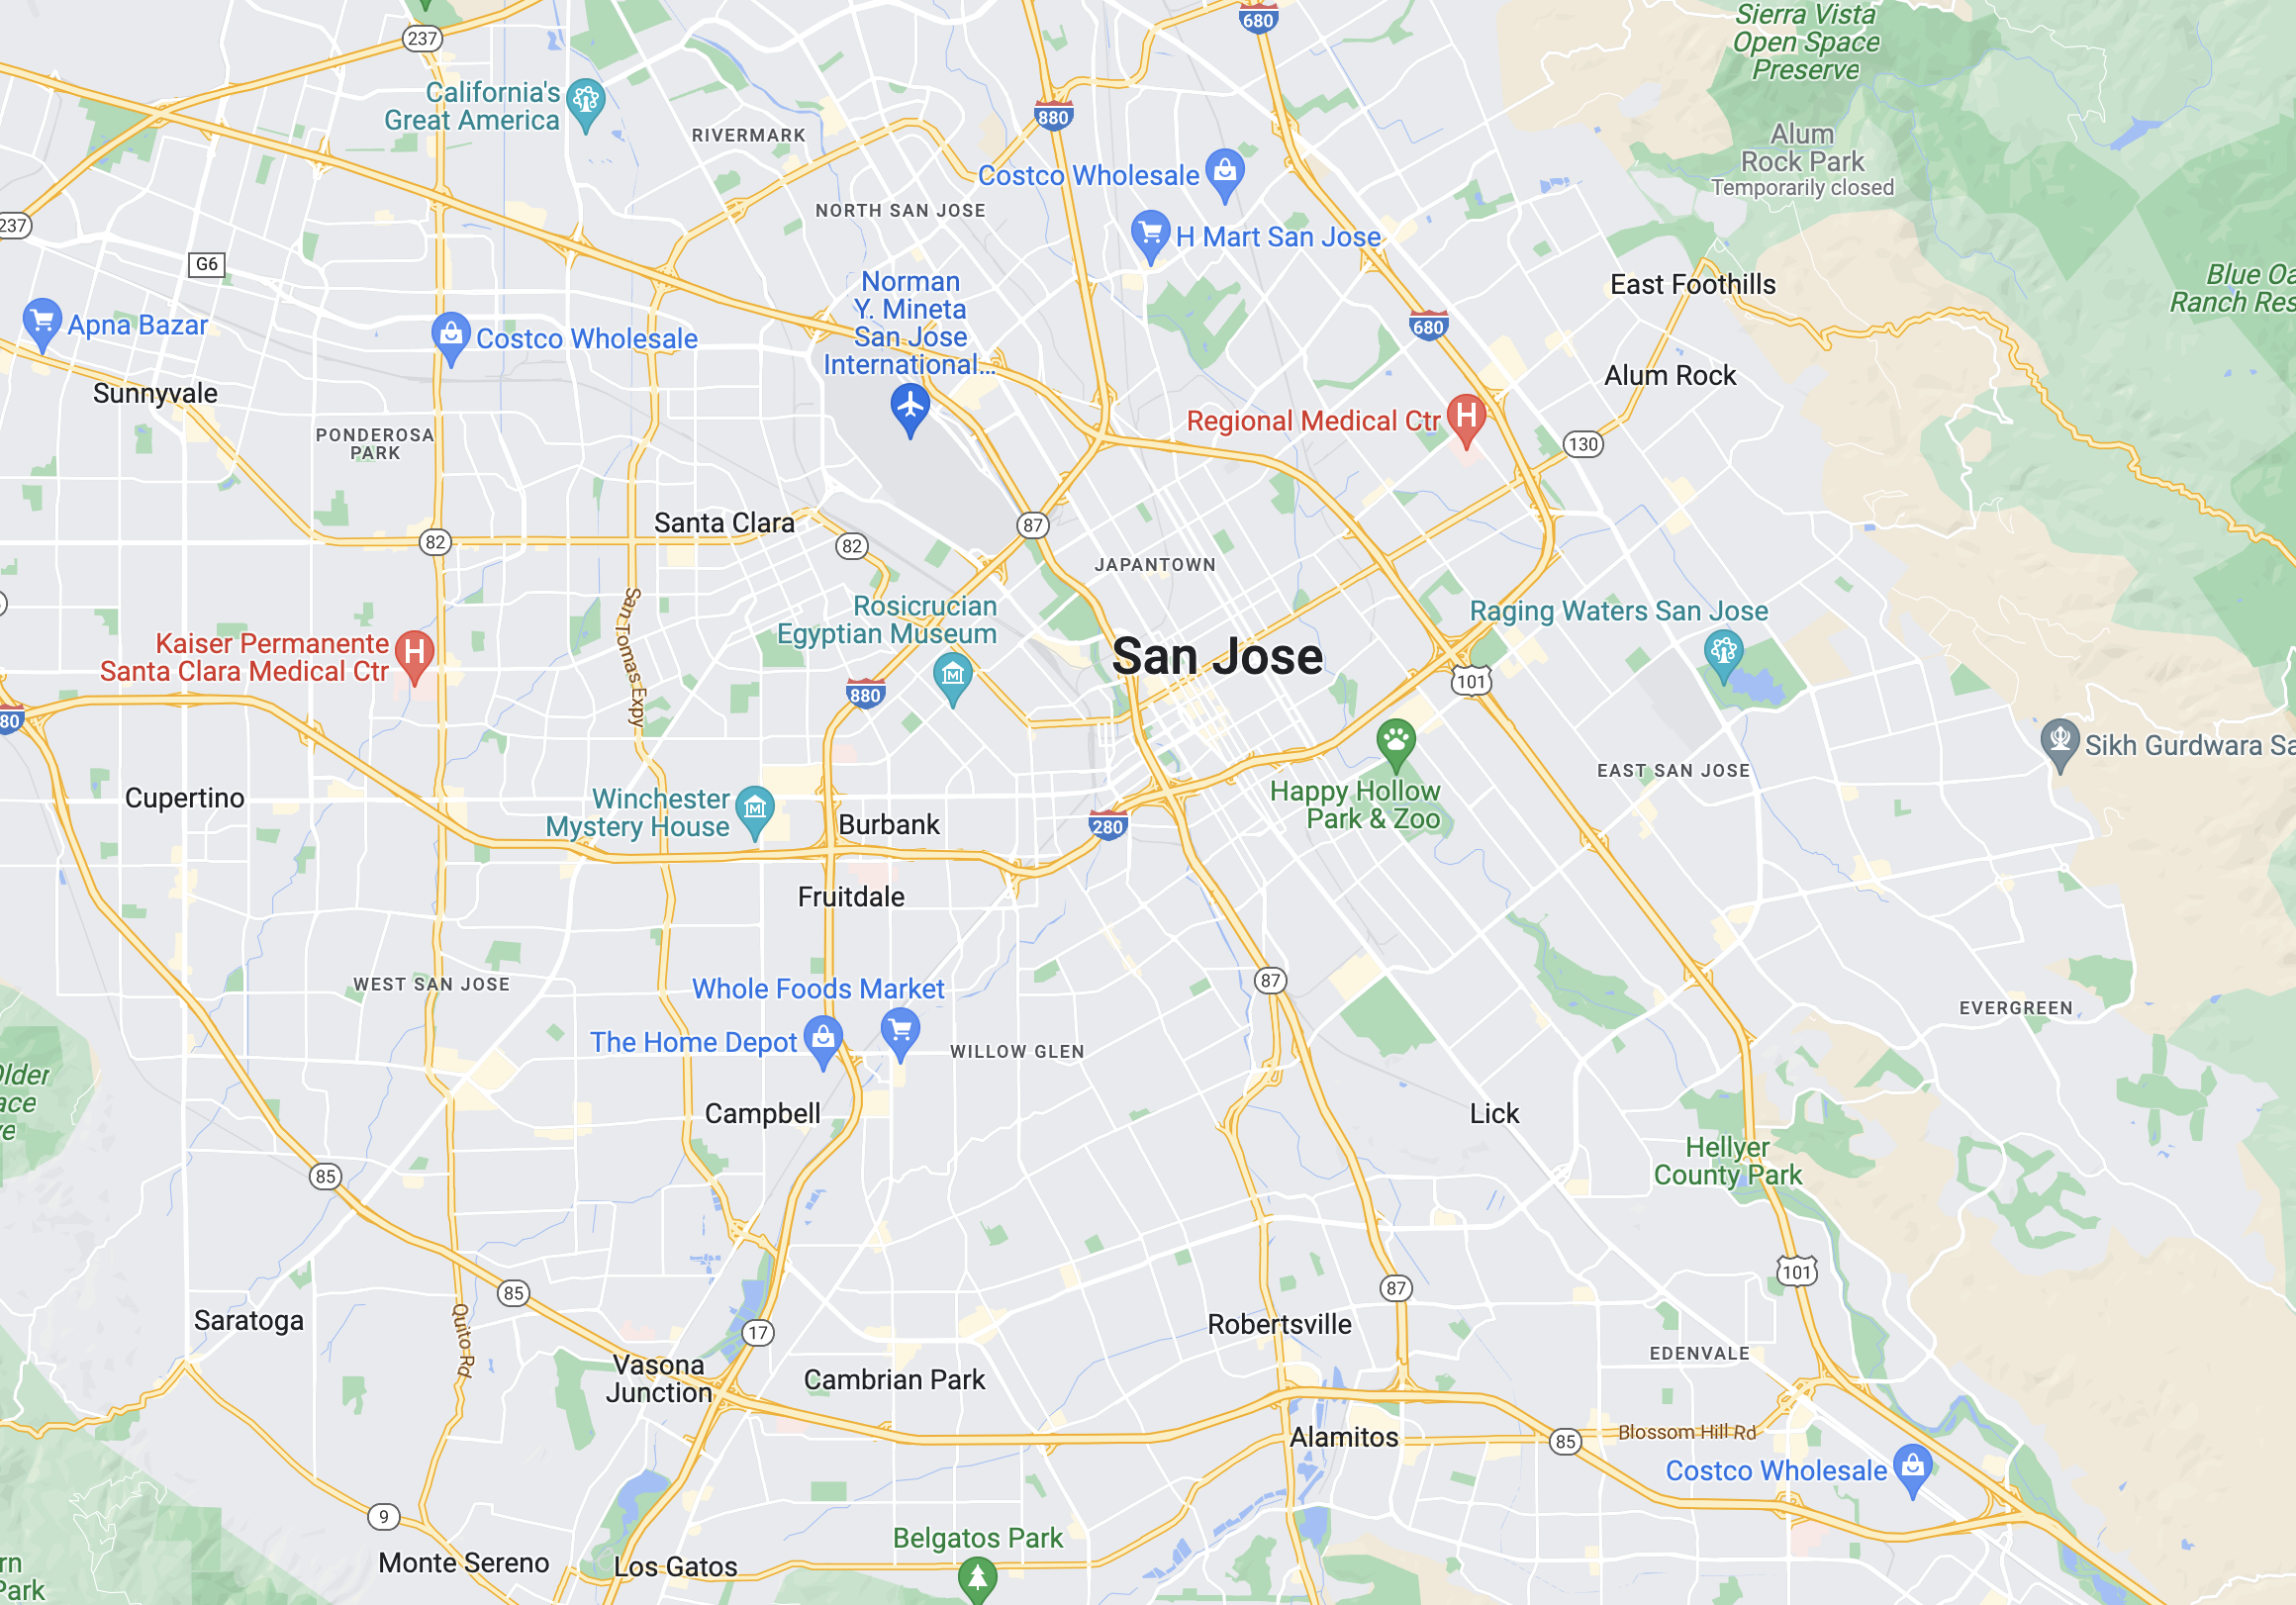 Sierra Vista
Open Space
Preserve
680
237
California's
Great America
880
RIVERMARK
Alum
Rock Park
Temporarily closed
Costco Wholesale
NORTH SAN JOSE
237
H Mart San Jose
G6
Norman
Y. Mineta
San Jose
International...
East Foothills
Blue Oa
Ranch Res
Apna Bazar
Costco Wholesale
680
Sunnyvale
Alum Rock
Regional Medical Ctr
PONDEROSA
PARK
130
Santa Clara
87
82
82
JAPANTOWN
Rosicrucian
Egyptian Museum
Raging Waters San Jose
San Tomas Expy
Kaiser Permanente
Santa Clara Medical Ctr
San Jose
880
101
80
Sikh Gurdwara Sa
EAST SAN JOSE
Cupertino
Winchester
Mystery House
Happy Hollow
Park & Zoo
Burbank
280
Fruitdale
WEST SAN JOSE
87
Whole Foods Market
EVERGREEN
The Home Depot
WILLOW GLEN
Older
ace
ve
Campbell
Lick
Hellyer
County Park
85
101
85
87
Saratoga
Quito Rd
17
Robertsville
EDENVALE
Vasona
Junction
Cambrian Park
Alamitos
85
Blossom Hill Rd
Costco Wholesale
9
Belgatos Park
Monte Sereno
Los Gatos
rn
Park